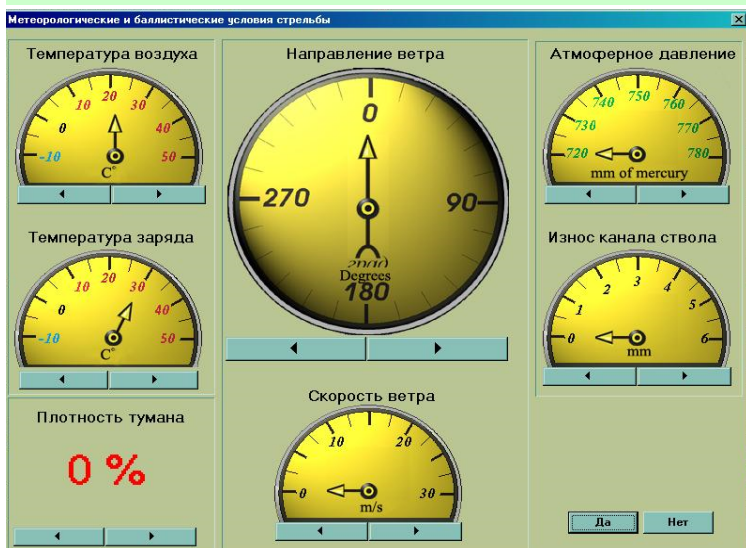 Метеорологические и баллистические условия стрельбы
Температура воздуха
-10 0 10 20 30 40 50
C°
Температура заряда
-10 0 10 20 30 40 50
C°
Плотность тумана
0 %
Направление ветра
0
270 90
Degrees
180
Скорость ветра
0 10 20 30
m/s
Атмоферное давление
720 730 740 750 760 770 780
mm of mercury
Износ канала ствола
0 1 2 3 4 5 6
mm
Да Нет